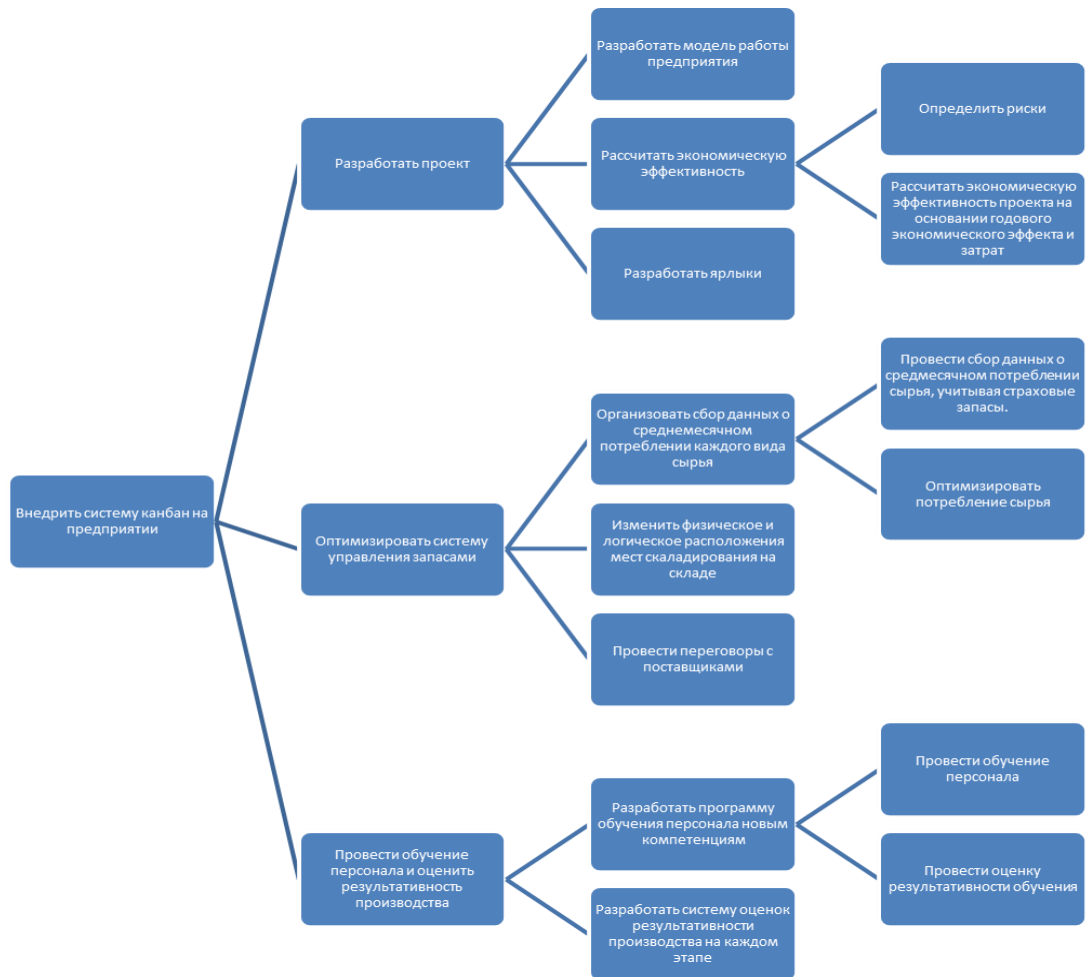 Разработать модель работы
предприятия
Определить риски
Разработать проект
Рассчитать экономическую
эффективность
Рассчитать экономическую
эффективность проекта на
основании годового
экономического эффекта и
затрат
Разработать ярлыки
Провести сбор данных о
средмесячном потреблении
сырья, учитывая страховые
запасы.
Организовать сбор данных о
среднемесячном
потреблении каждого вида
сырья
Оптимизировать
потребление сырья
Внедрить систему канбан на
предприятии
Оптимизировать систему
управления запасами
Изменить физическое и
логическое расположения
мест скаладирования на
складе
Провести переговоры с
поставщиками
Провести обучение
персонала
Разработать программу
обучения персонала новым
компетенциям
Провести обучение
персонала и оценить
результативность
производства
Провести оценку
результативности обучения
Разработать систему оценок
результативности
производства на каждом
этапе